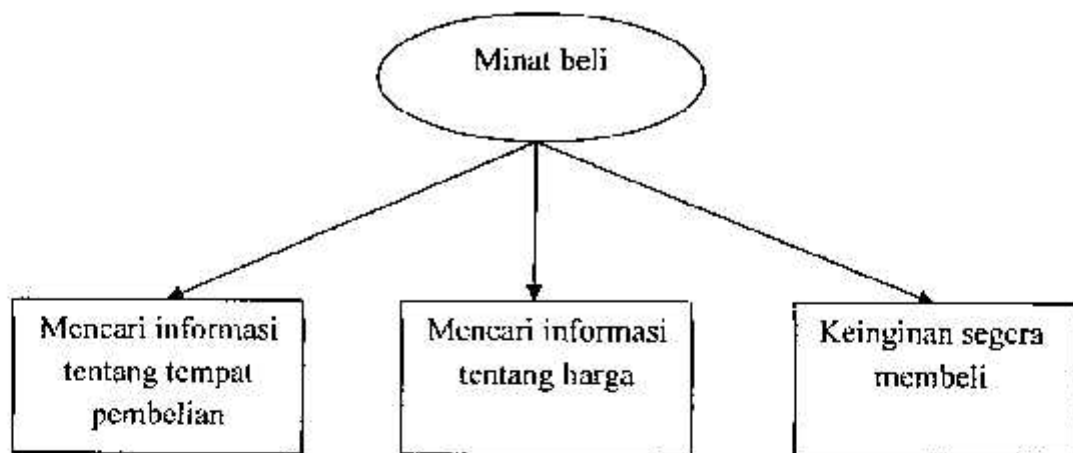 Minat beli
Mencari informasi
tentang tempat
pembelian
Mencari informasi
tentang harga
Keinginan segera
membeli